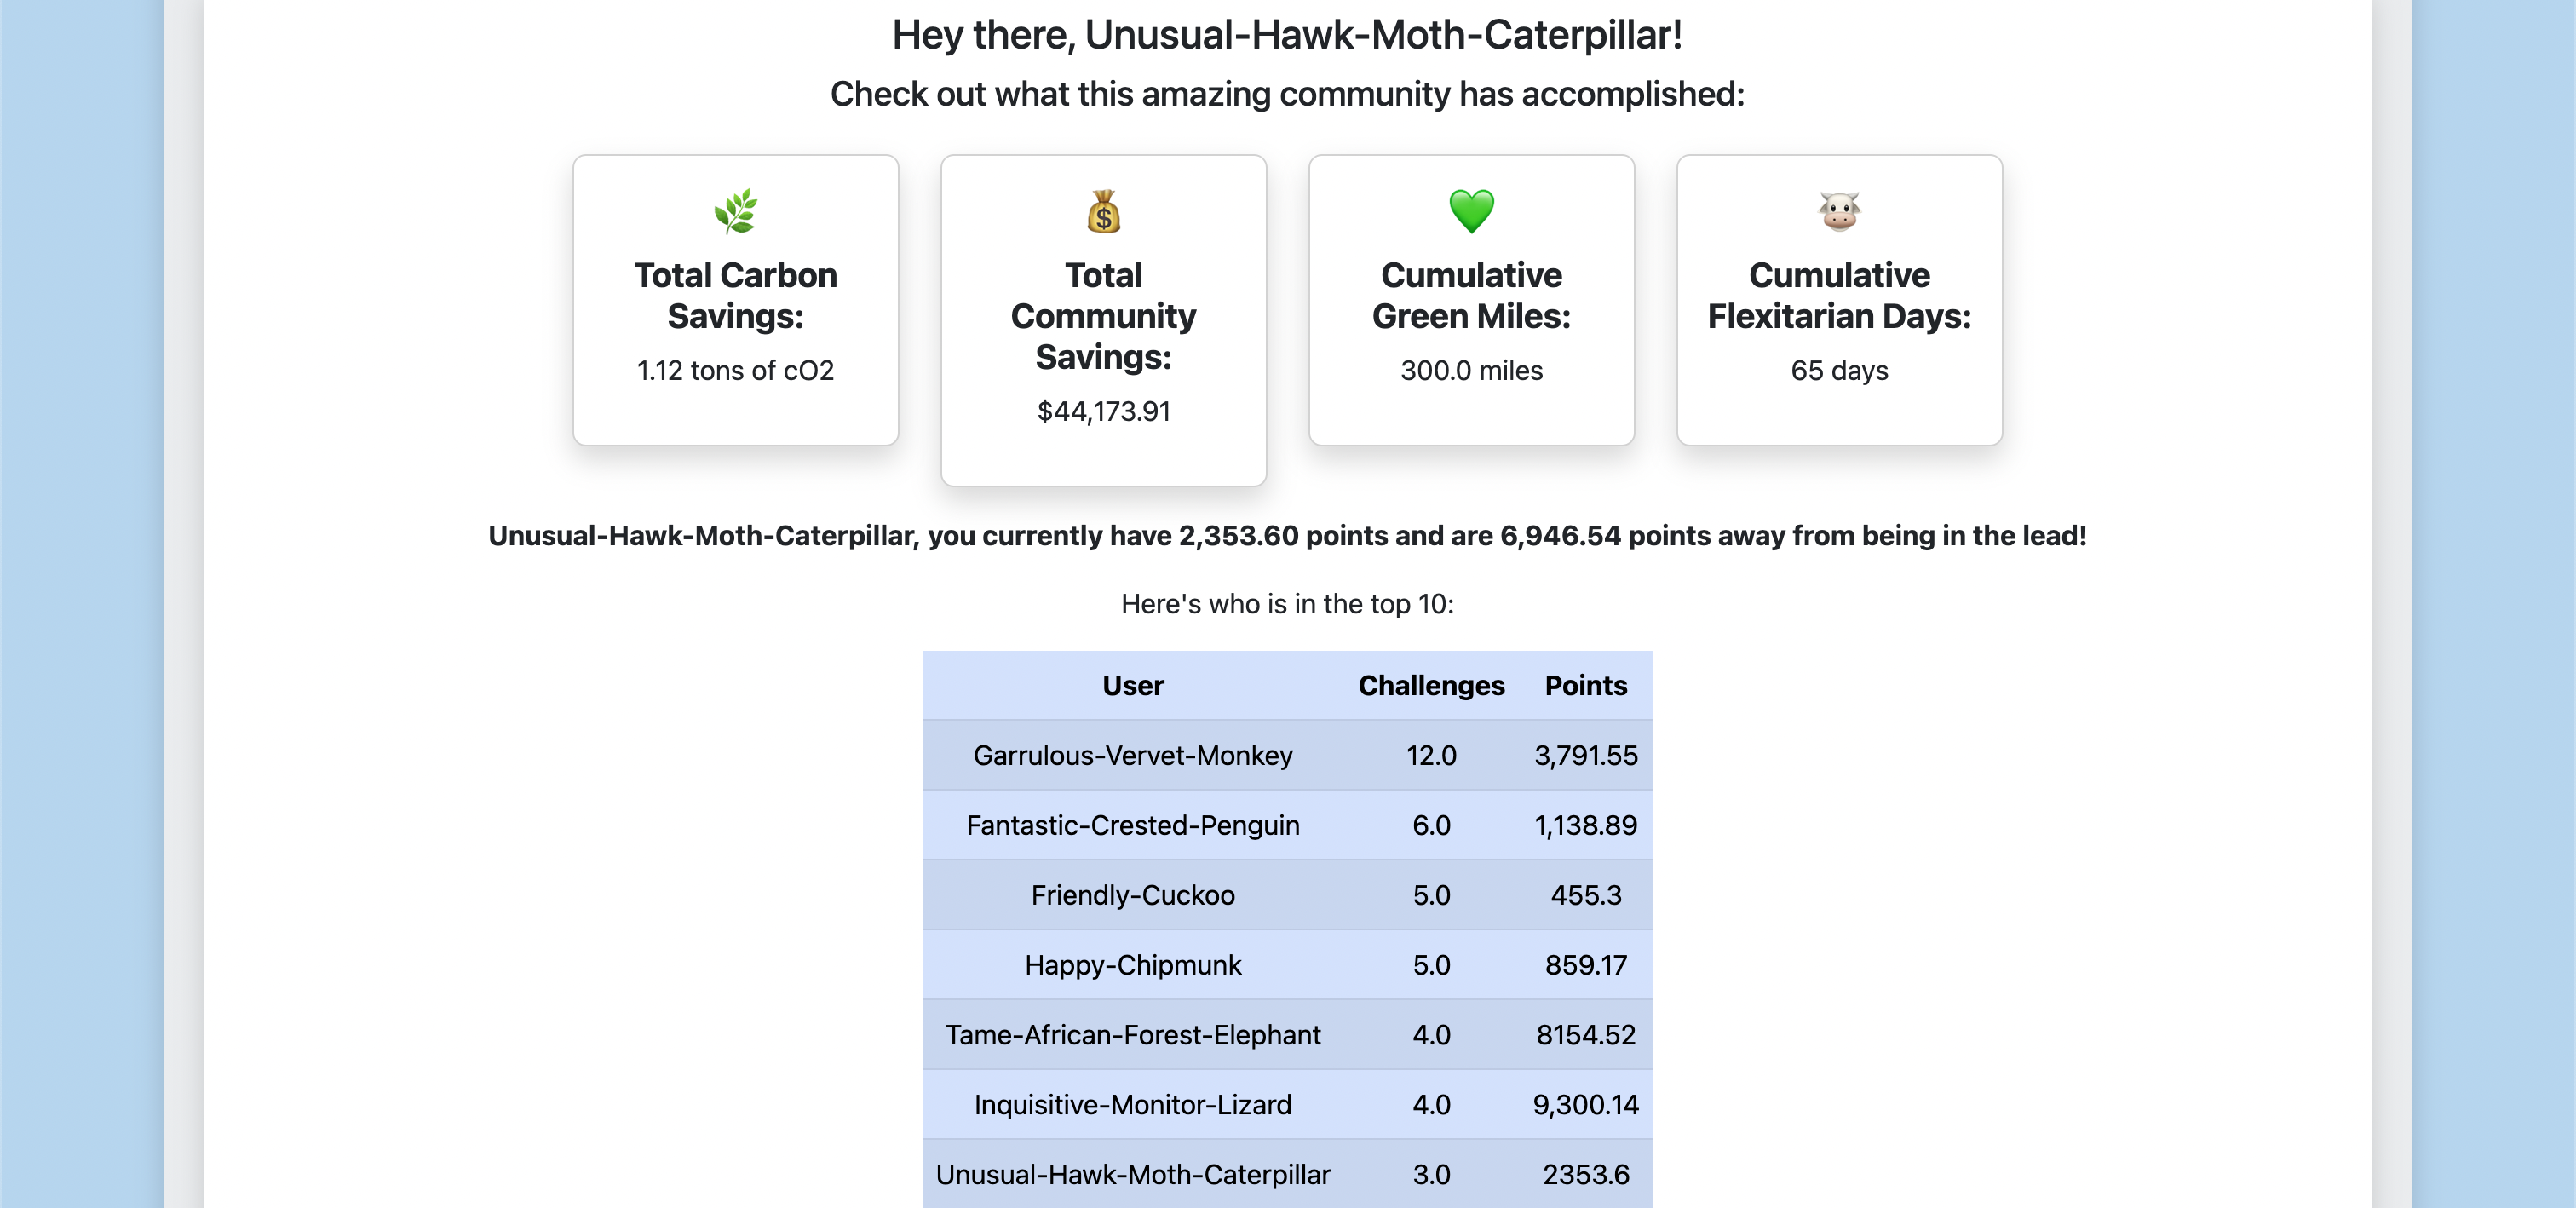 Hey there, Unusual-Hawk-Moth-Caterpillar!
Check out what this amazing community has accomplished:
Total Carbon
Savings:
1.12 tons of cO2
$
Total
Community
Savings:
$44,173.91
Cumulative
Green Miles:
300.0 miles
Cumulative
Flexitarian Days:
65 days
Unusual-Hawk-Moth-Caterpillar, you currently have 2,353.60 points and are 6,946.54 points away from being in the lead!
Here's who is in the top 10:
User Challenges Points
Garrulous-Vervet-Monkey 12.0 3,791.55
Fantastic-Crested-Penguin 6.0 1,138.89
Friendly-Cuckoo 5.0 455.3
Happy-Chipmunk 5.0 859.17
Tame-African-Forest-Elephant 4.0 8154.52
Inquisitive-Monitor-Lizard 4.0 9,300.14
Unusual-Hawk-Moth-Caterpillar 3.0 2353.6